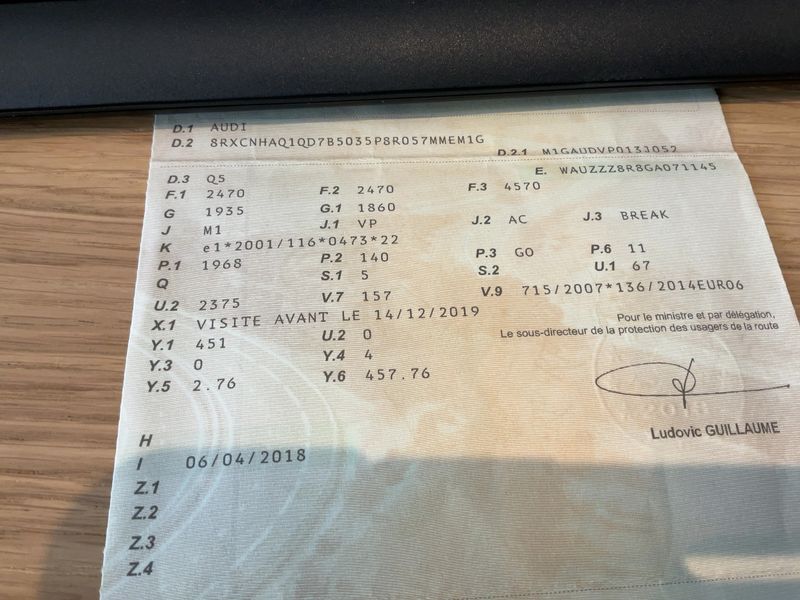 D.1 AUDI
D.2 8RXCNHAQ1QD7B5035P8R057MMEM1G
D.2.1 M1GAUDVP013J052
D.3 Q5 E. WAUZZZ8R8GA071145
F.1 2470 F.2 2470 F.3 4570
G 1935 G.1 1860
J M1 J.1 VP J.2 AC J.3 BREAK
K e1*2001/116*0473*22
P.1 1968 P.2 140 P.3 GO P.6 11
Q S.1 5 S.2 U.1 67
U.2 2375 V.7 157 V.9 715/2007*136/2014EURO6
X.1 VISITE AVANT LE 14/12/2019
Pour le ministre et par délégation,
Le sous-directeur de la protection des usagers de la route
Y.1 451 U.2 0
Y.3 0 Y.4 4
Y.5 2.76 Y.6 457.76
Ludovic GUILLAUME
H
I 06/04/2018
Z.1
Z.2
Z.3
Z.4